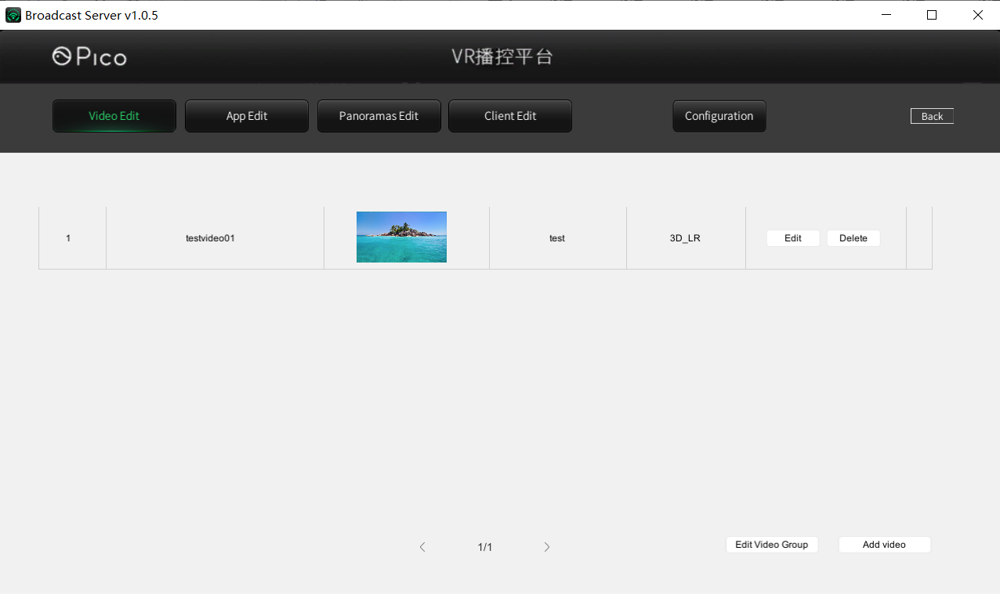 Broadcast Server v1.0.5
Pico
VR播控平台
Video Edit
App Edit
Panoramas Edit
Client Edit
Configuration
Back
1
testvideo01
test
3D_LR
Edit
Delete
1/1
Edit Video Group
Add video